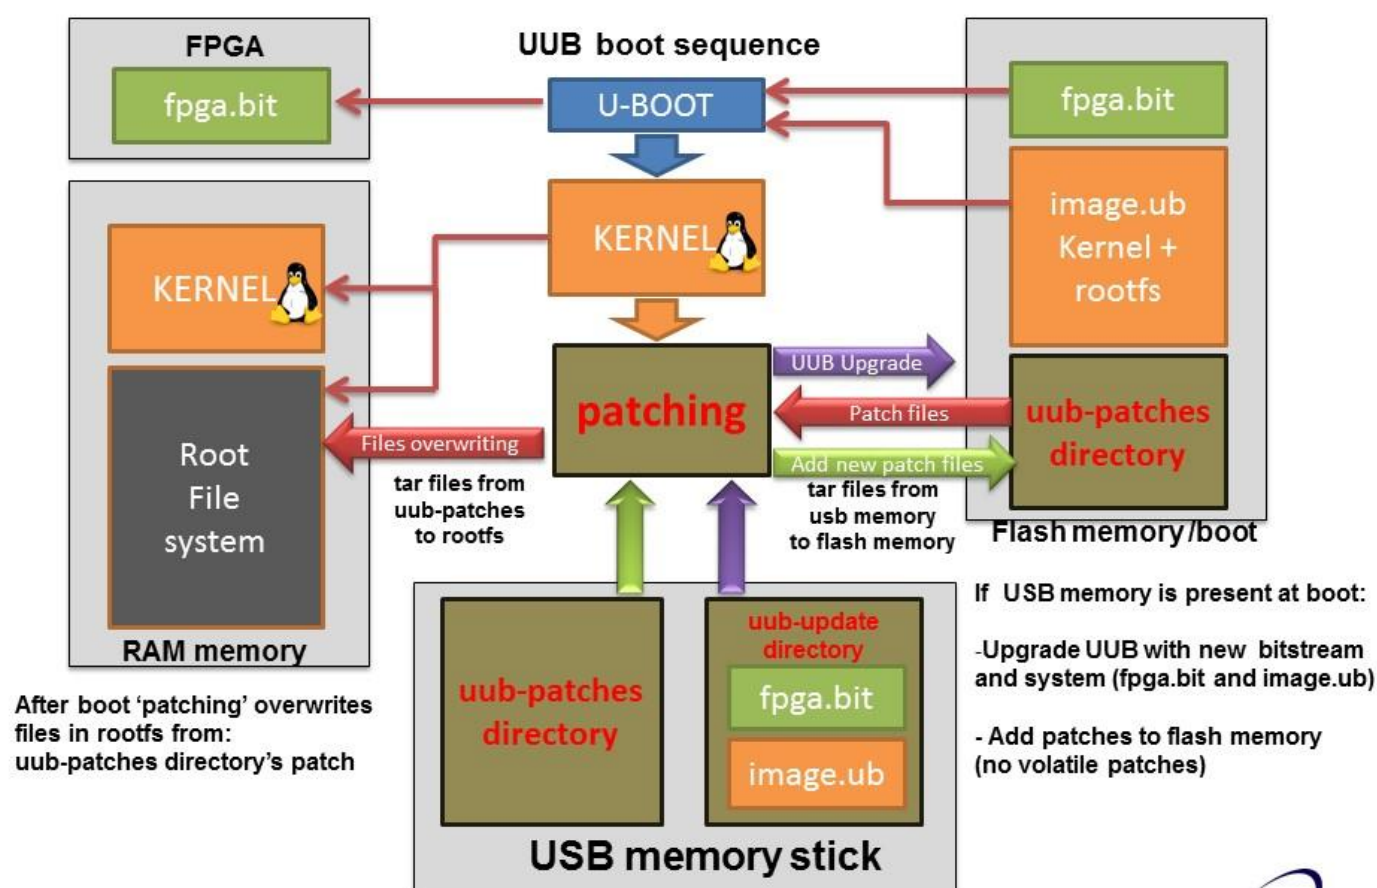 UUB boot sequence
FPGA
fpga.bit
U-BOOT
fpga.bit
KERNEL
image.ub
Kernel +
rootfs
KERNEL
patching
UUB Upgrade
Patch files
Add new patch files
uub-patches
directory
Files overwriting
Root
File
system
tar files from
uub-patches
to rootfs
tar files from
usb memory
to flash memory
Flash memory /boot
RAM memory
After boot ‘patching’ overwrites
files in rootfs from:
uub-patches directory’s patch
uub-patches
directory
uub-update
directory
fpga.bit
image.ub
USB memory stick
If USB memory is present at boot:
-Upgrade UUB with new bitstream
and system (fpga.bit and image.ub)
- Add patches to flash memory
(no volatile patches)